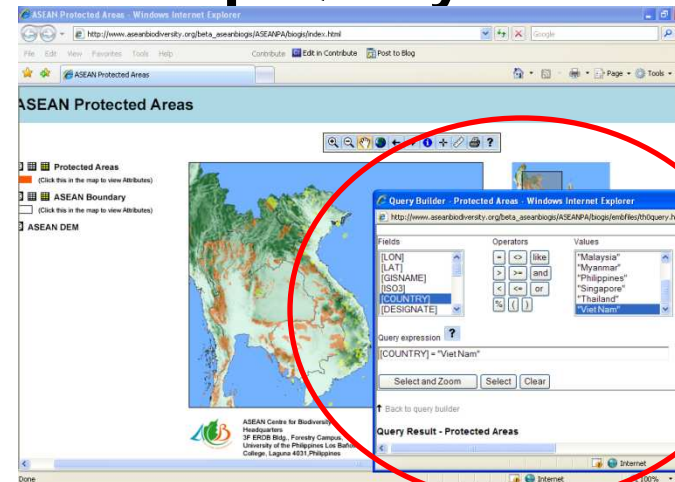 ASEAN Protected Areas - Windows Internet Explorer
http://www.aseanbiodiversity.org/beta_aseanbiogis/ASEANPA/biogis/index.html
Google
File Edit View Favorites Tools Help
Contribute Edit in Contribute Post to Blog
ASEAN Protected Areas
Page Tools
ASEAN Protected Areas
Protected Areas
(Click this in the map to view Attributes)
ASEAN Boundary
(Click this in the map to view Attributes)
ASEAN DEM
Query Builder - Protected Areas - Windows Internet Explorer
http://www.aseanbiodiversity.org/beta_aseanbiogis/ASEANPA/biogis/embfiles/th0query.h
Fields Operators Values
[LON] = <> like "Malaysia"
[LAT] > >= and "Myanmar"
[GISNAME] < <= or "Philippines"
[ISO3] % ( ) "Singapore"
[COUNTRY] "Thailand"
[DESIGNATE] "Viet Nam"
Query expression ?
[COUNTRY] = "Viet Nam"
Select and Zoom Select Clear
Back to query builder
Query Result - Protected Areas
Internet
ACB
ASEAN Centre for Biodiversity
Headquarters
3F ERDB Bldg., Forestry Campus,
University of the Philippines Los Baños
College, Laguna 4031, Philippines
Done Internet 100%